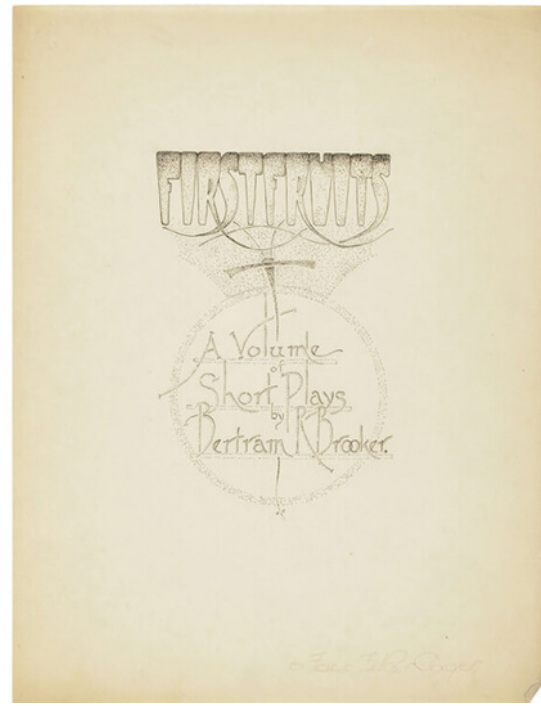 FIRSTFRUITS
A Volume
of
Short Plays
by
Bertram R Brooker.